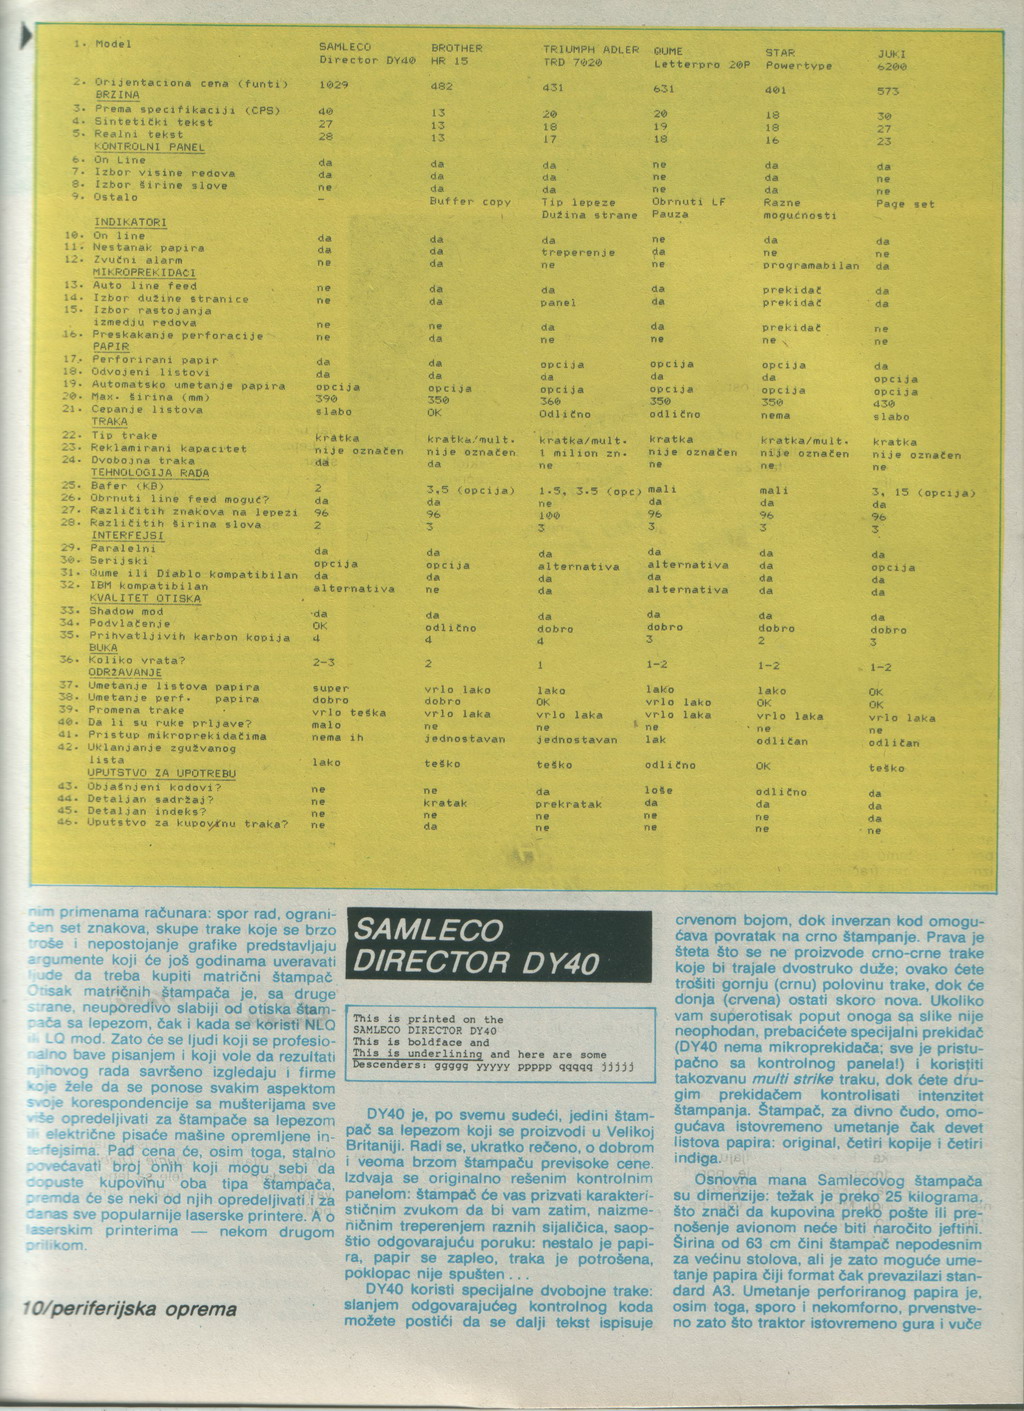 1. Model SAMLECO BROTHER TRIUMPH ADLER QUME STAR JUKI
Director DY40 HR 15 TRD 7020 Letterpro 20P Powertype 6200
2. Orijentaciona cena (funti) 1029 482 431 631 401 573
BRZINA
3. Prema specifikaciji (CPS) 40 13 20 20 18 30
4. Sintetički tekst 27 13 18 19 18 27
5. Realni tekst 28 13 17 18 16 23
KONTROLNI PANEL
6. On Line da da da ne da da
7. Izbor visine redova da da da ne da ne
8. Izbor širine slove ne da da ne da ne
9. Ostalo - Buffer copy Tip lepeze Obrnuti LF Razne Page set
Dužina strane Pauza mogućnosti
INDIKATORI
10. On line da da da ne da da
11. Nestanak papira da da treperenje da ne ne
12. Zvučni alarm ne da ne ne programabilan da
MIKROPREKIDAČI
13. Auto line feed ne da da da prekidač da
14. Izbor dužine stranice ne da panel da prekidač da
15. Izbor rastojanja
izmedju redova ne ne da da prekidač ne
16. Preskakanje perforacije ne da ne ne ne ne
PAPIR
17. Perforirani papir da da opcija opcija opcija da
18. Odvojeni listovi da da da da da opcija
19. Automatsko umetanje papira opcija opcija opcija opcija opcija opcija
20. Max. širina (mm) 390 350 360 350 350 430
21. Cepanje listova slabo OK Odlično odlično nema slabo
TRAKA
22. Tip trake kratka kratka/mult. kratka/mult. kratka kratka/mult. kratka
23. Reklamirani kapacitet nije označen nije označen 1 milion zn. nije označen nije označen nije označen
24. Dvobojna traka da da ne ne ne ne
TEHNOLOGIJA RADA
25. Bafer (KB) 2 3,5 (opcija) 1.5, 3.5 (opc) mali mali 3, 15 (opcija)
26. Obrnuti line feed moguć? da da ne da da da
27. Različitih znakova na lepezi 96 96 100 96 96 96
28. Različitih širina slova 2 3 3 3 3 3
INTERFEJSI
29. Paralelni da da da da da da
30. Serijski opcija opcija alternativa alternativa da opcija
31. Qume ili Diablo kompatibilan da da da da da da
32. IBM kompatibilan alternativa ne da alternativa da da
KVALITET OTISKA
33. Shadow mod da da da da da da
34. Podvlačenje OK odlično dobro dobro dobro dobro
35. Prihvatljivih karbon kopija 4 4 4 3 2 3
BUKA
36. Koliko vrata? 2-3 2 1 1-2 1-2 1-2
ODRŽAVANJE
37. Umetanje listova papira super vrlo lako lako lako lako OK
38. Umetanje perf. papira dobro dobro OK vrlo lako OK OK
39. Promena trake vrlo teška vrlo laka vrlo laka vrlo laka vrlo laka vrlo laka
40. Da li su ruke prljave? malo ne ne ne ne ne
41. Pristup mikroprekidačima nema ih jednostavan jednostavan lak odličan odličan
42. Uklanjanje zgužvanog
lista lako teško teško odlično OK teško
UPUTSTVO ZA UPOTREBU
43. Objašnjeni kodovi? ne ne da loše odlično da
44. Detaljan sadržaj? ne kratak prekratak da da da
45. Detaljan indeks? ne ne ne ne ne da
46. Uputstvo za kupovinu traka? ne da ne ne ne ne
nim primenama računara: spor rad, ograni-
čen set znakova, skupe trake koje se brzo
troše i nepostojanje grafike predstavljaju
argumente koji će još godinama uveravati
ljude da treba kupiti matrični štampač.
Otisak matričnih štampača je, sa druge
strane, neuporedivo slabiji od otiska štam-
pača sa lepezom, čak i kada se koristi NLQ
ili LQ mod. Zato će se ljudi koji se profesio-
nalno bave pisanjem i koji vole da rezultati
njihovog rada savršeno izgledaju i firme
koje žele da se ponose svakim aspektom
svoje korespondencije sa mušterijama sve
više opredeljivati za štampače sa lepezom
ili električne pisaće mašine opremljene in-
terfejsima. Pad cena će, osim toga, stalno
povećavati broj onih koji mogu sebi da
dopuste kupovinu oba tipa štampača,
premda će se neki od njih opredeljivati i za
danas sve popularnije laserske printere. A o
laserskim printerima — nekom drugom
prilikom.
10/periferijska oprema
SAMLECO
DIRECTOR DY40
This is printed on the
SAMLECO DIRECTOR DY40
This is boldface and
This is underlining and here are some
Descenders: ggggg yyyyy ppppp qqqqq jjjjj
DY40 je, po svemu sudeći, jedini štam-
pač sa lepezom koji se proizvodi u Velikoj
Britaniji. Radi se, ukratko rečeno, o dobrom
i veoma brzom štampaču previsoke cene.
Izdvaja se originalno rešenim kontrolnim
panelom: štampač će vas prizvati karakteri-
stičnim zvukom da bi vam zatim, naizme-
ničnim treperenjem raznih sijaličica, saop-
štio odgovarajuću poruku: nestalo je papi-
ra, papir se zapleo, traka je potrošena,
poklopac nije spušten . . .
DY40 koristi specijalne dvobojne trake:
slanjem odgovarajućeg kontrolnog koda
možete postići da se dalji tekst ispisuje
crvenom bojom, dok inverzan kod omogu-
ćava povratak na crno štampanje. Prava je
šteta što se ne proizvode crno-crne trake
koje bi trajale dvostruko duže; ovako ćete
trošiti gornju (crnu) polovinu trake, dok će
donja (crvena) ostati skoro nova. Ukoliko
vam superotisak poput onoga sa slike nije
neophodan, prebacićete specijalni prekidač
(DY40 nema mikroprekidača; sve je pristu-
pačno sa kontrolnog panela!) i koristiti
takozvanu multi strike traku, dok ćete dru-
gim prekidačem kontrolisati intenzitet
štampanja. Štampač, za divno čudo, omo-
gućava istovremeno umetanje čak devet
listova papira: original, četiri kopije i četiri
indiga.
Osnovna mana Samlecovog štampača
su dimenzije: težak je preko 25 kilograma,
što znači da kupovina preko pošte ili pre-
nošenje avionom neće biti naročito jeftini.
Širina od 63 cm čini štampač nepodesnim
za većinu stolova, ali je zato moguće ume-
tanje papira čiji format čak prevazilazi stan-
dard A3. Umetanje perforiranog papira je,
osim toga, sporo i nekomforno, prvenstve-
no zato što traktor istovremeno gura i vuče